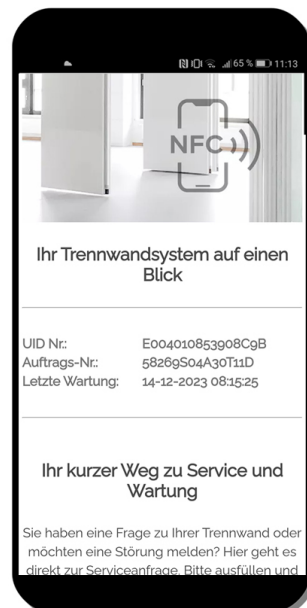 65 % 11:13
NFC
Ihr Trennwandsystem auf einen
Blick
UID Nr.: E004010853908C9B
Auftrags-Nr.: 58269S04A30T11D
Letzte Wartung: 14-12-2023 08:15:25
Ihr kurzer Weg zu Service und
Wartung
Sie haben eine Frage zu Ihrer Trennwand oder
möchten eine Störung melden? Hier geht es
direkt zur Serviceanfrage. Bitte ausfüllen und